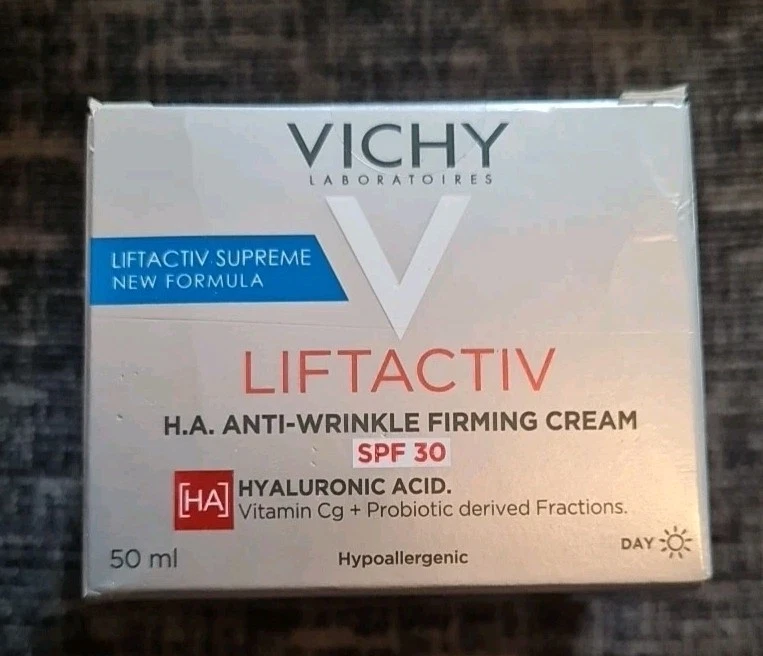 VICHY
LABORATOIRES
V
LIFTACTIV SUPREME
NEW FORMULA
LIFTACTIV
H.A. ANTI-WRINKLE FIRMING CREAM
SPF 30
[HA]
HYALURONIC ACID.
Vitamin Cg + Probiotic derived Fractions.
DAY
50 ml
Hypoallergenic